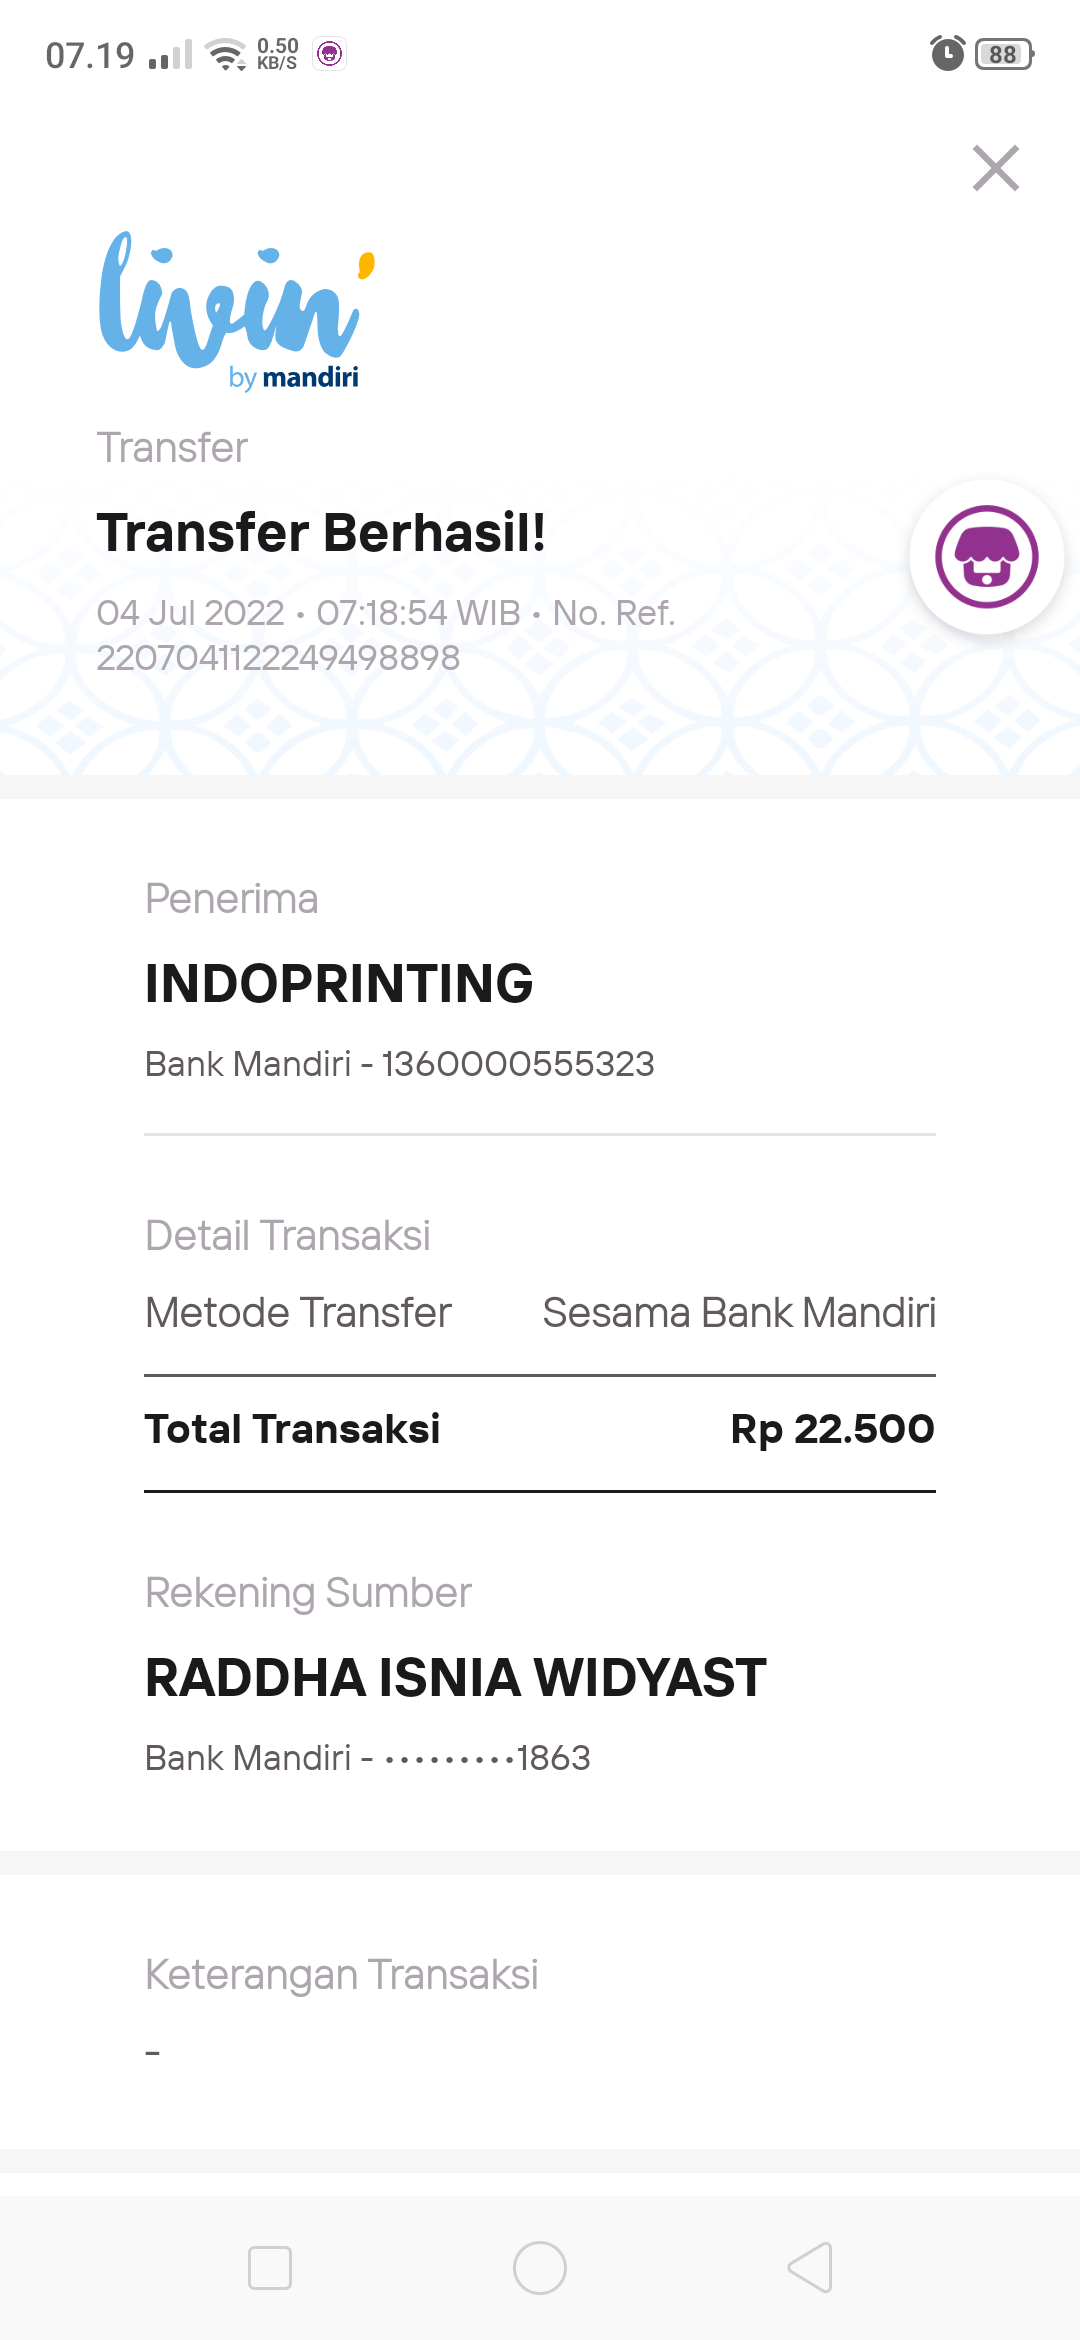 07.19 0.50 KB/S 88
livin'
by mandiri
Transfer
Transfer Berhasil!
04 Jul 2022 • 07:18:54 WIB • No. Ref.
2207041122249498898
Penerima
INDOPRINTING
Bank Mandiri - 1360000555323
Detail Transaksi
Metode Transfer Sesama Bank Mandiri
Total Transaksi Rp 22.500
Rekening Sumber
RADDHA ISNIA WIDYAST
Bank Mandiri - •••••••••1863
Keterangan Transaksi
-